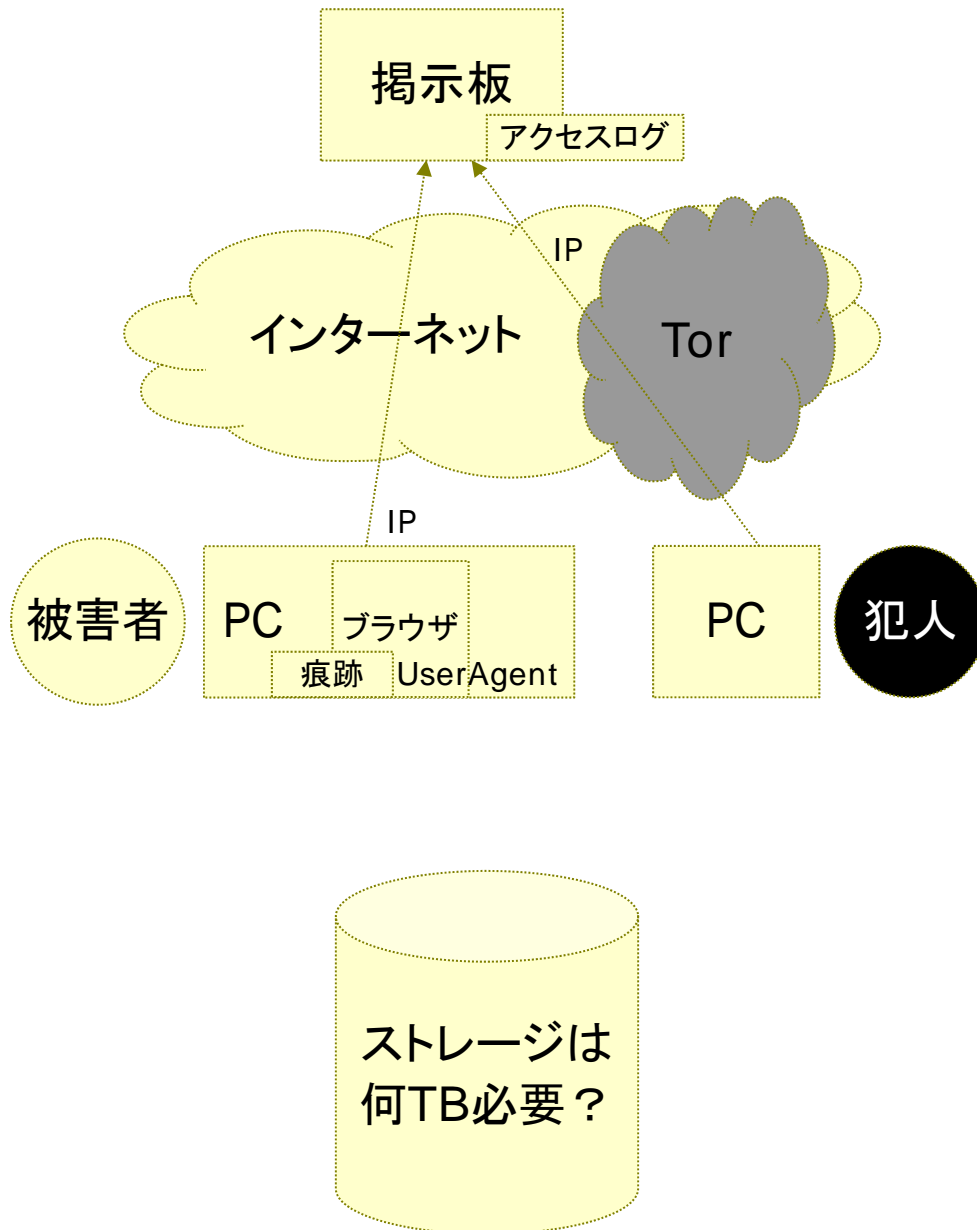 掲示板
アクセスログ
IP
インターネット
Tor
IP
被害者
PC
ブラウザ
痕跡
UserAgent
PC
犯人
ストレージは
何TB必要？